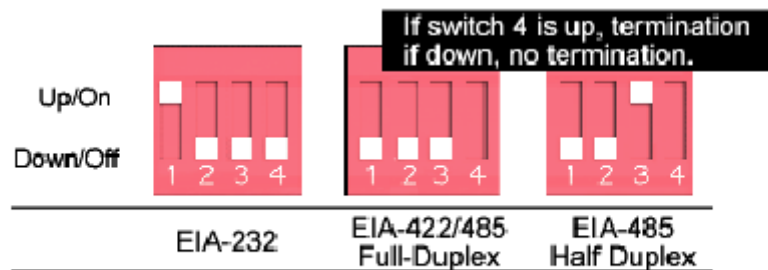 If switch 4 is up, termination
if down, no termination.
Up/On
Down/Off
1 2 3 4
1 2 3 4
1 2 3 4
EIA-232
EIA-422/485
Full-Duplex
EIA-485
Half Duplex